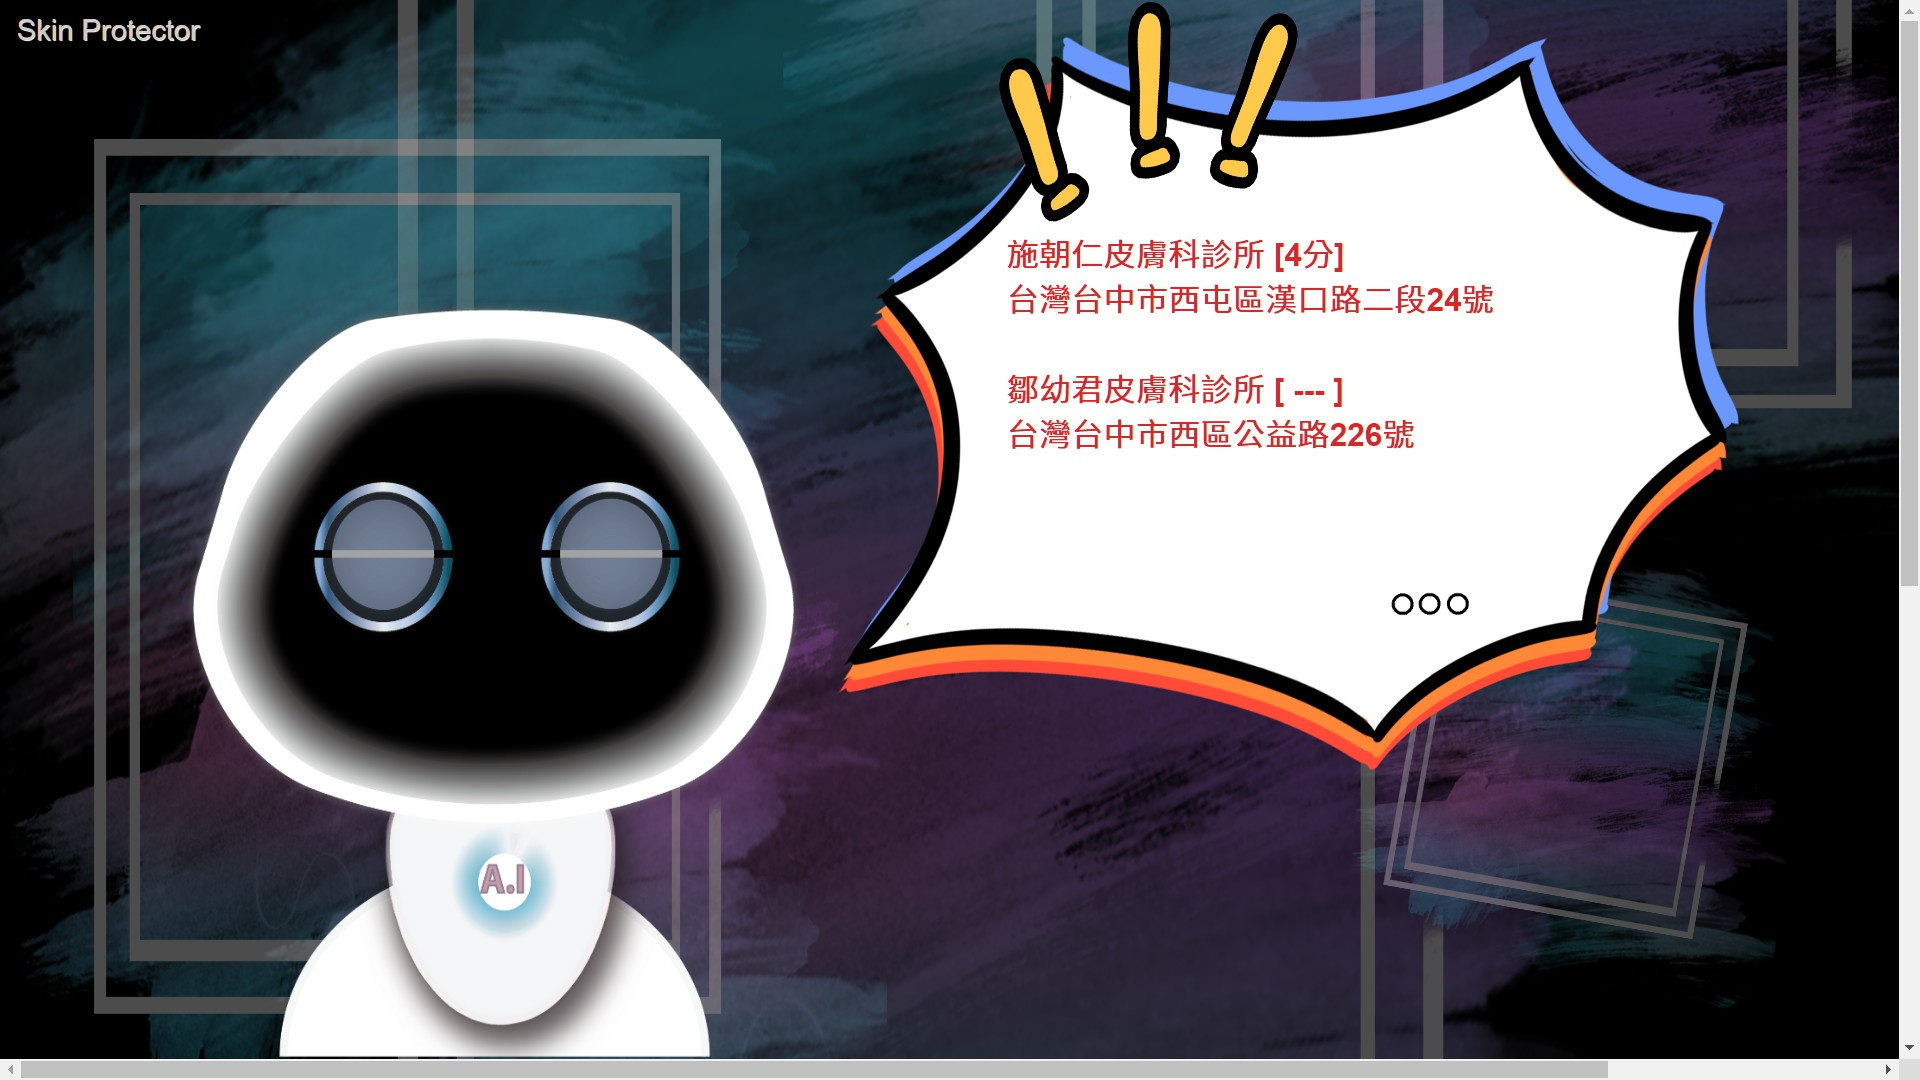 Skin Protector
施朝仁皮膚科診所 [4分]
台灣台中市西屯區漢口路二段24號
鄒幼君皮膚科診所 [ --- ]
台灣台中市西區公益路226號
A.I